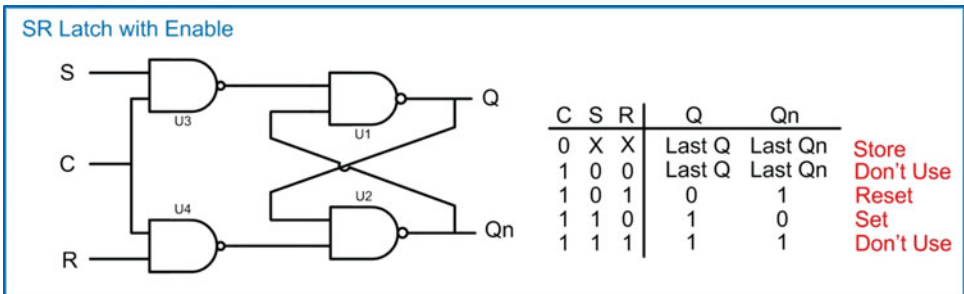 SR Latch with Enable
S
U3
U1
Q
C
U4
U2
R
Qn
C S R Q Qn
0 X X Last Q Last Qn Store
1 0 0 Last Q Last Qn Don't Use
1 0 1 0 1 Reset
1 1 0 1 0 Set
1 1 1 1 1 Don't Use